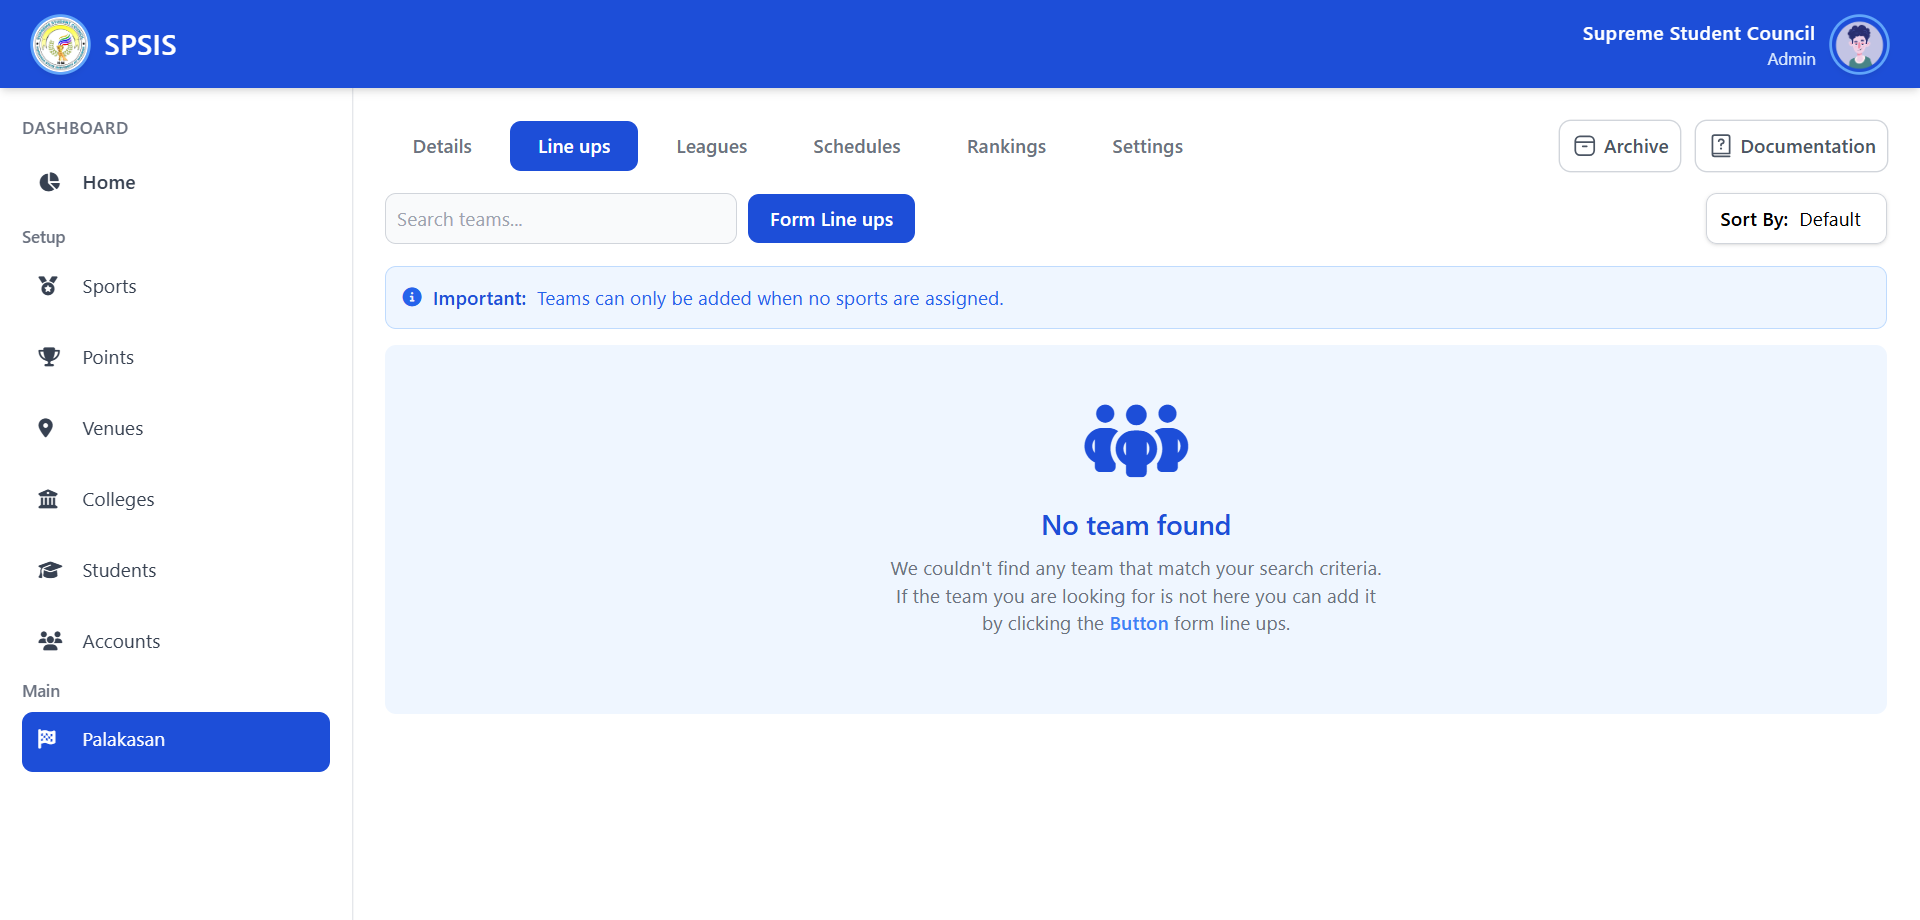 SPSIS
Supreme Student Council
Admin
DASHBOARD
Home
Setup
Sports
Points
Venues
Colleges
Students
Accounts
Main
Palakasan
Details
Line ups
Leagues
Schedules
Rankings
Settings
Archive
Documentation
Search teams...
Form Line ups
Sort By: Default
Important: Teams can only be added when no sports are assigned.
No team found
We couldn't find any team that match your search criteria.
If the team you are looking for is not here you can add it
by clicking the Button form line ups.